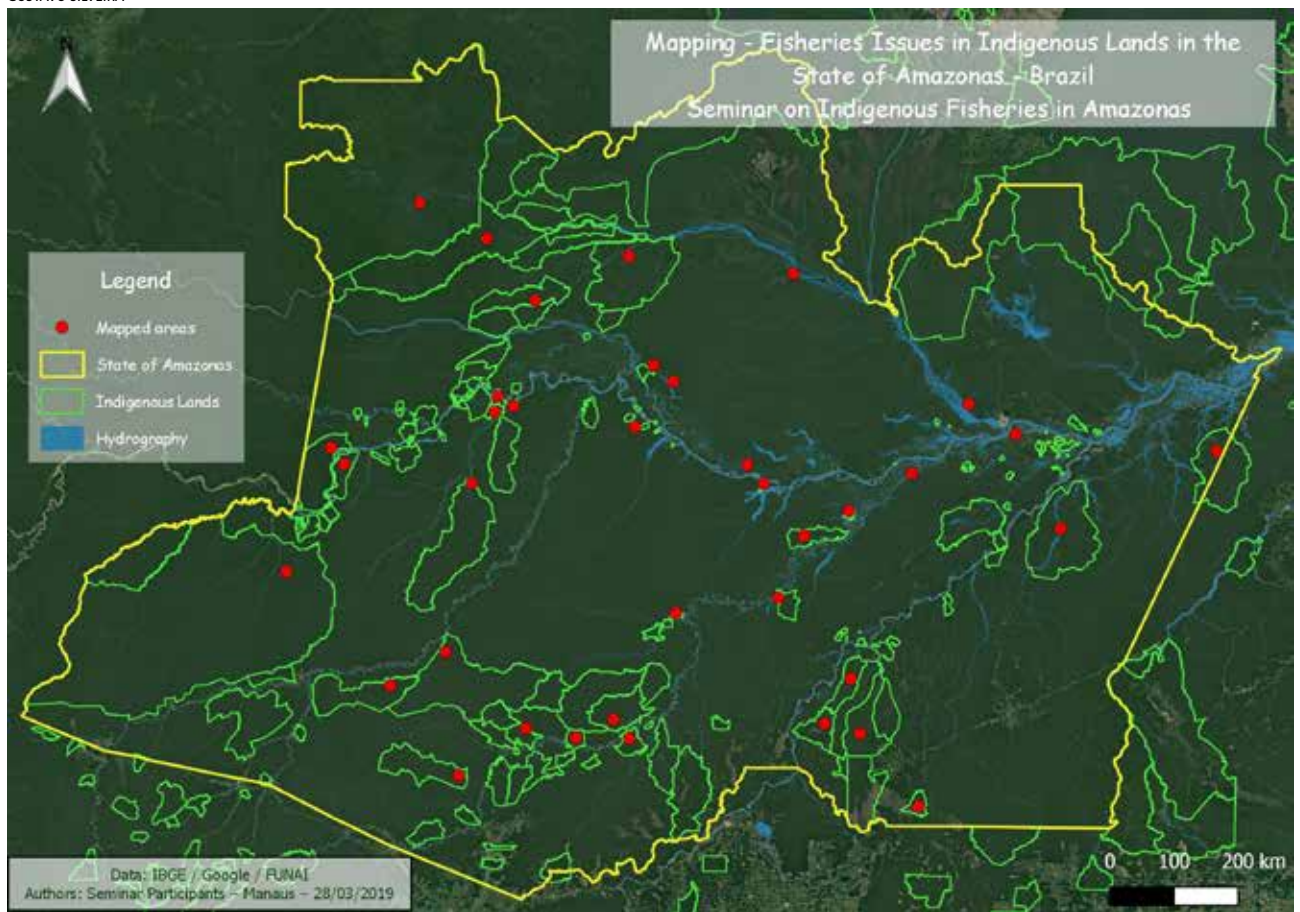 Mapping - Fisheries Issues in Indigenous Lands in the
State of Amazonas - Brazil
Seminar on Indigenous Fisheries in Amazonas
Legend
Mapped areas
State of Amazonas
Indigenous Lands
Hydrography
0 100 200 km
Data: IBGE / Google / FUNAI
Authors: Seminar Participants - Manaus - 28/03/2019